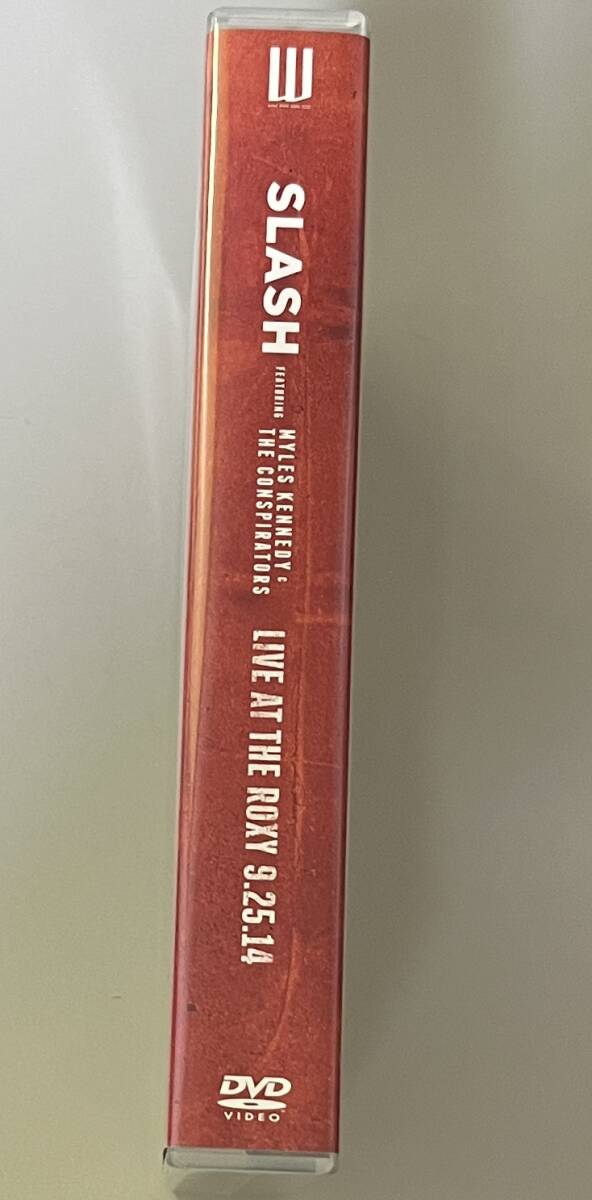 SLASH
FEATURING
MYLES KENNEDY &
THE CONSPIRATORS
LIVE AT THE ROXY 9.25.14
DVD
VIDEO